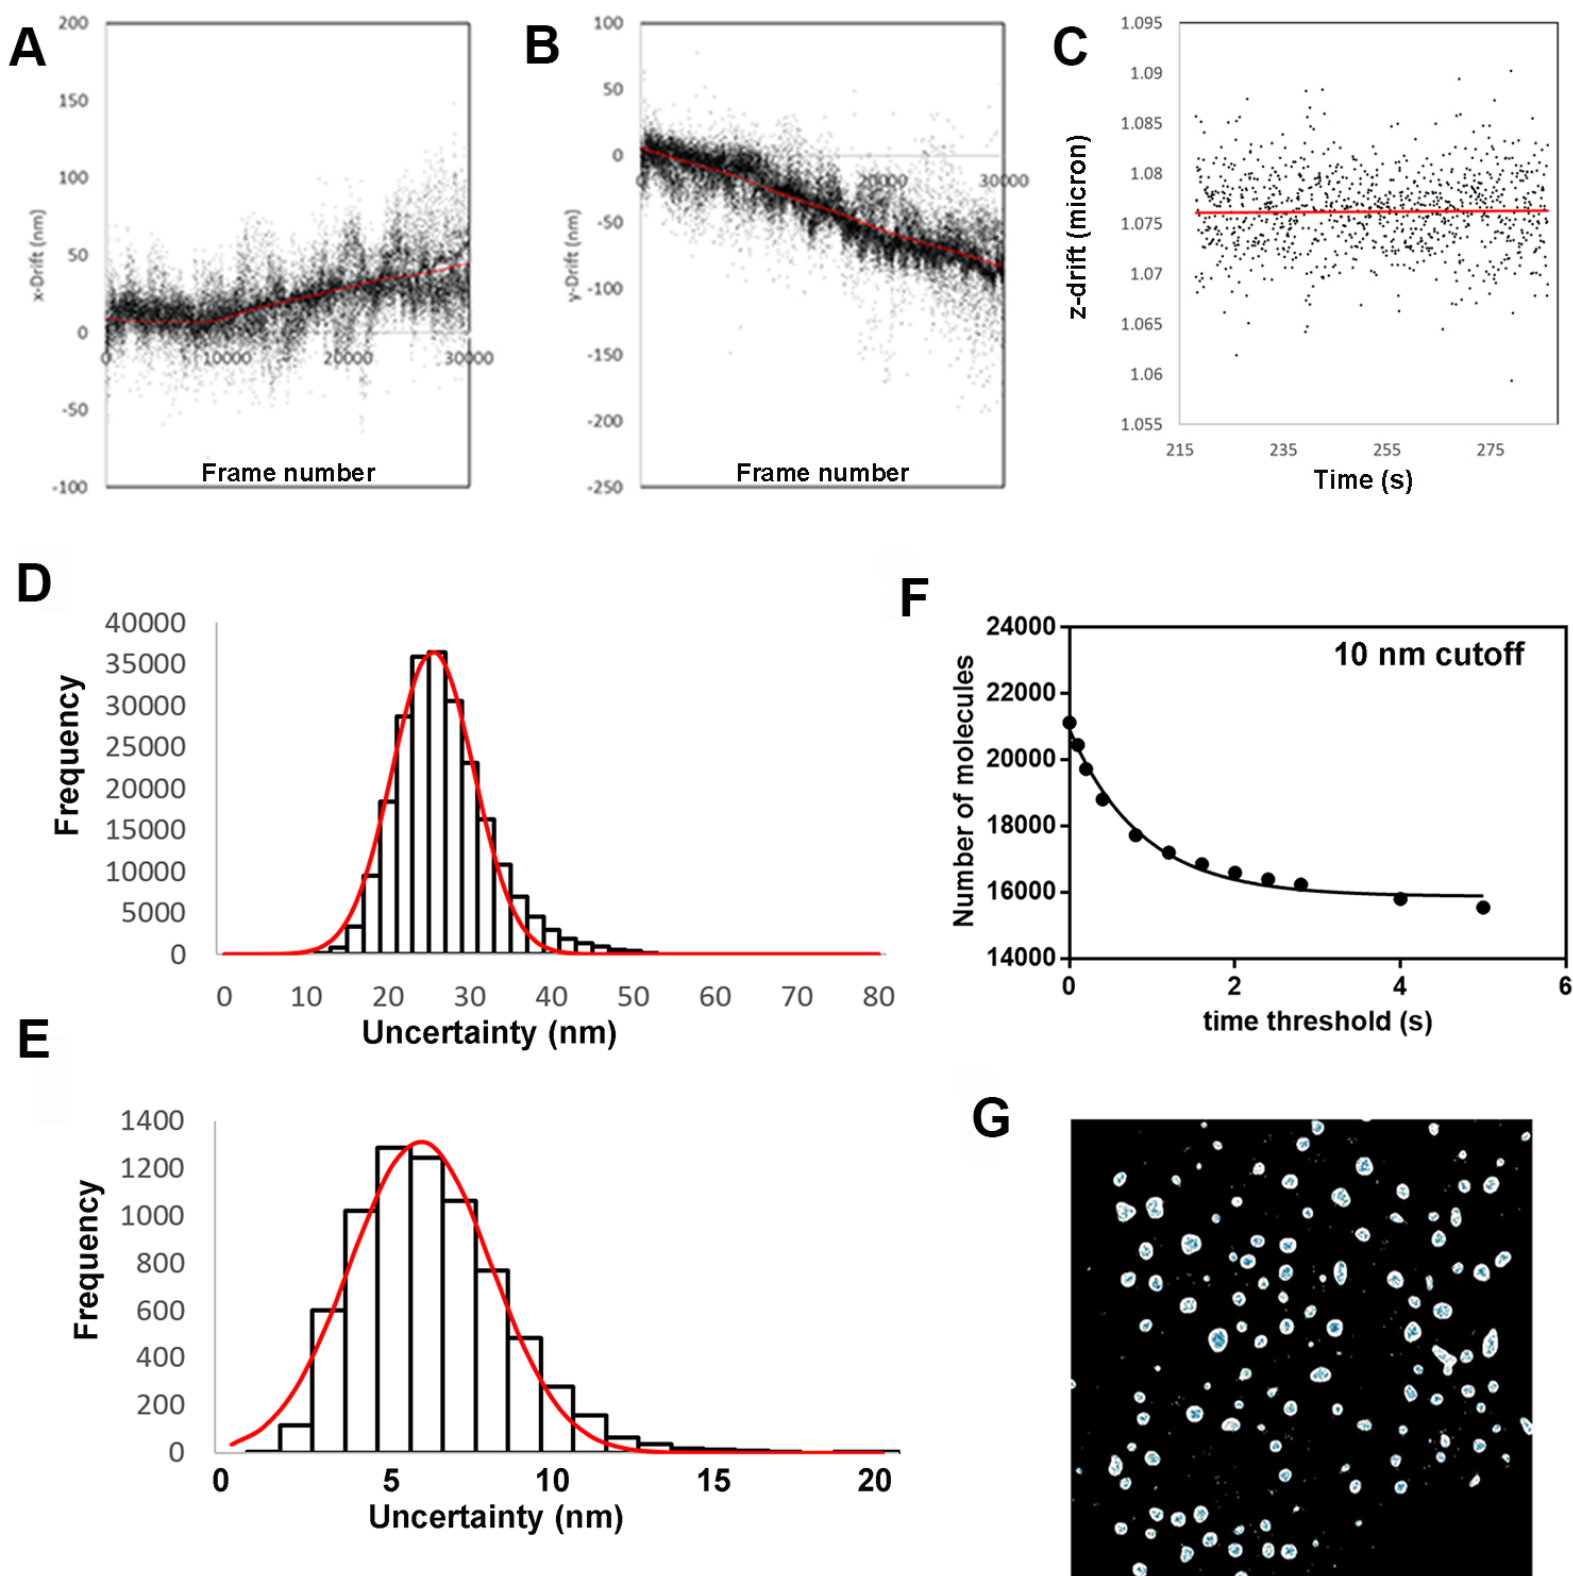 A
200
150
100
50
0
-50
-100
x-Drift (nm)
0
10000
20000
30000
Frame number
B
100
50
0
-50
-100
-150
-200
-250
y-Drift (nm)
20000
30000
Frame number
C
1.095
1.09
1.085
1.08
1.075
1.07
1.065
1.06
1.055
z-drift (micron)
215 235 255 275
Time (s)
D
40000
35000
30000
25000
20000
15000
10000
5000
0
Frequency
0 10 20 30 40 50 60 70 80
Uncertainty (nm)
E
1400
1200
1000
800
600
400
200
0
Frequency
0 5 10 15 20
Uncertainty (nm)
F
10 nm cutoff
24000
22000
20000
18000
16000
14000
Number of molecules
0 2 4 6
time threshold (s)
G